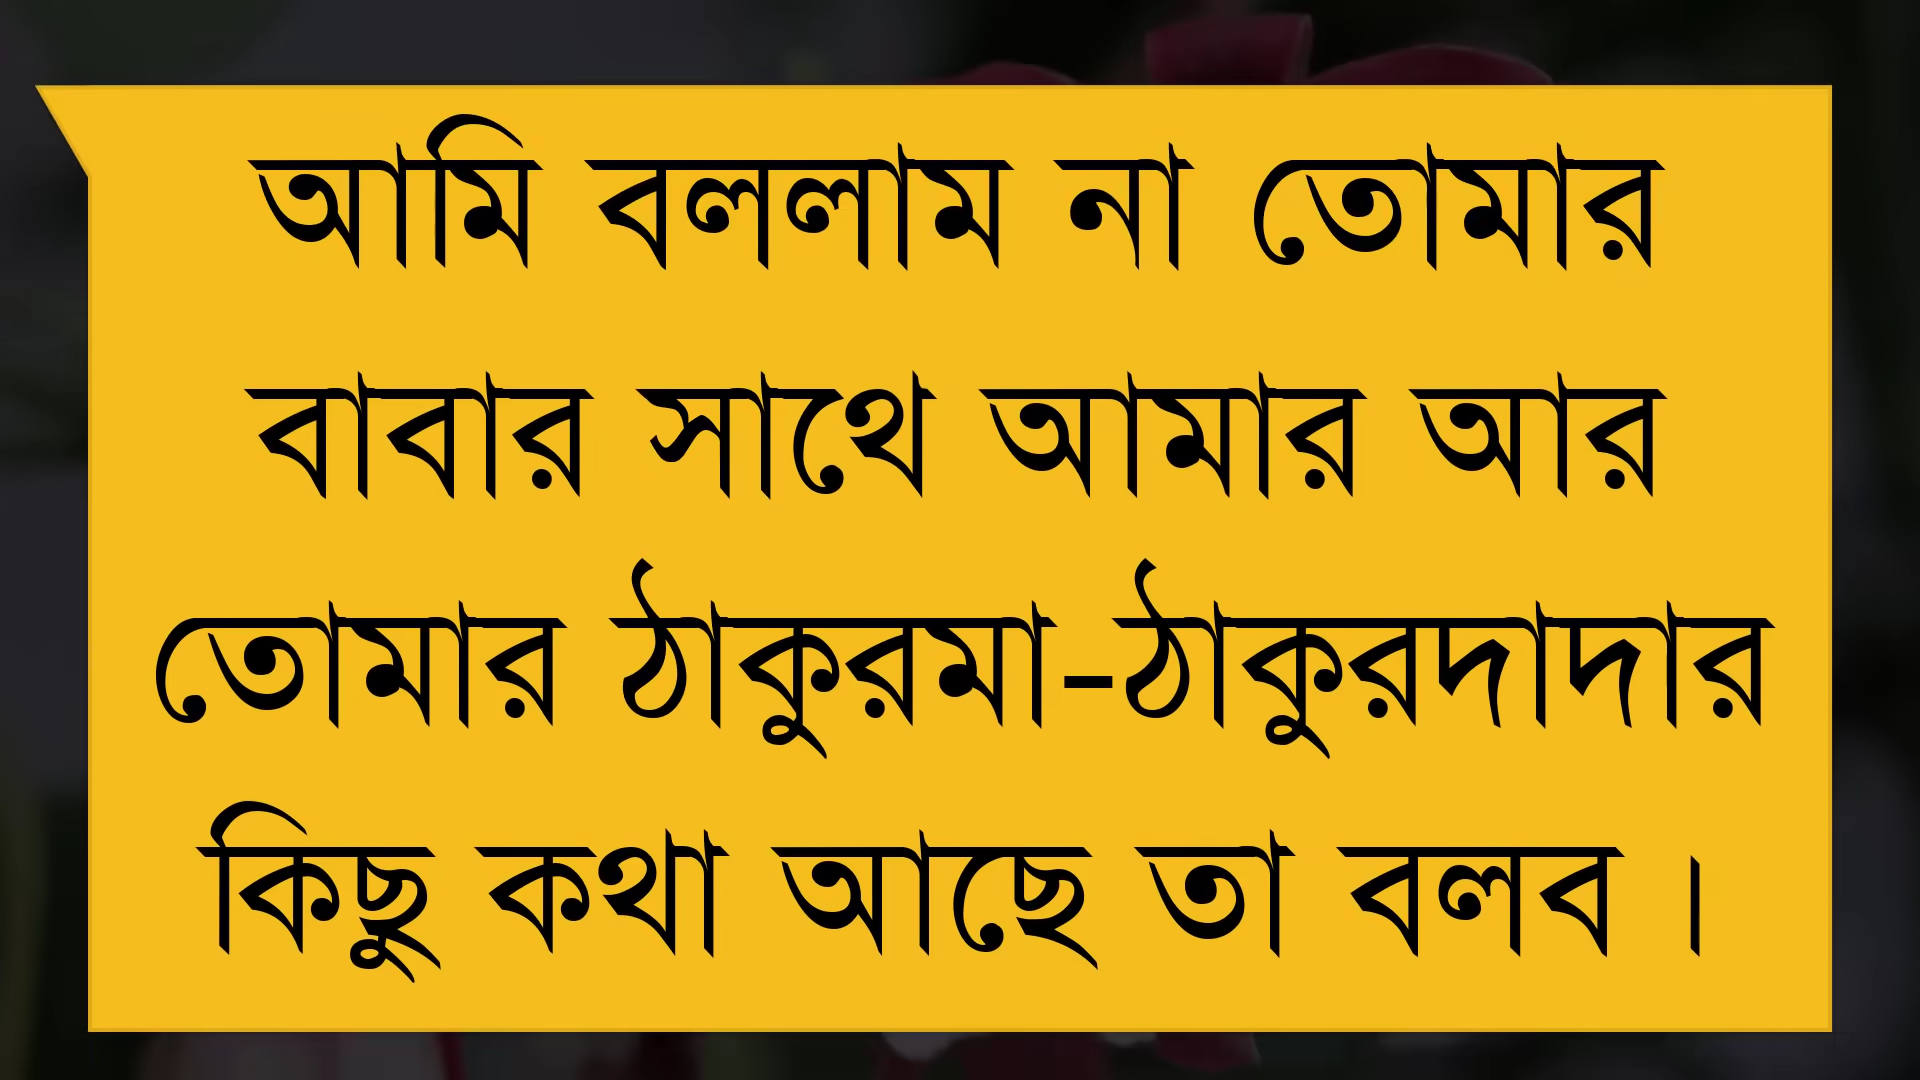 আমি বললাম না তোমার
বাবার সাথে আমার আর
তোমার ঠাকুরমা-ঠাকুরদাদার
কিছু কথা আছে তা বলব ।